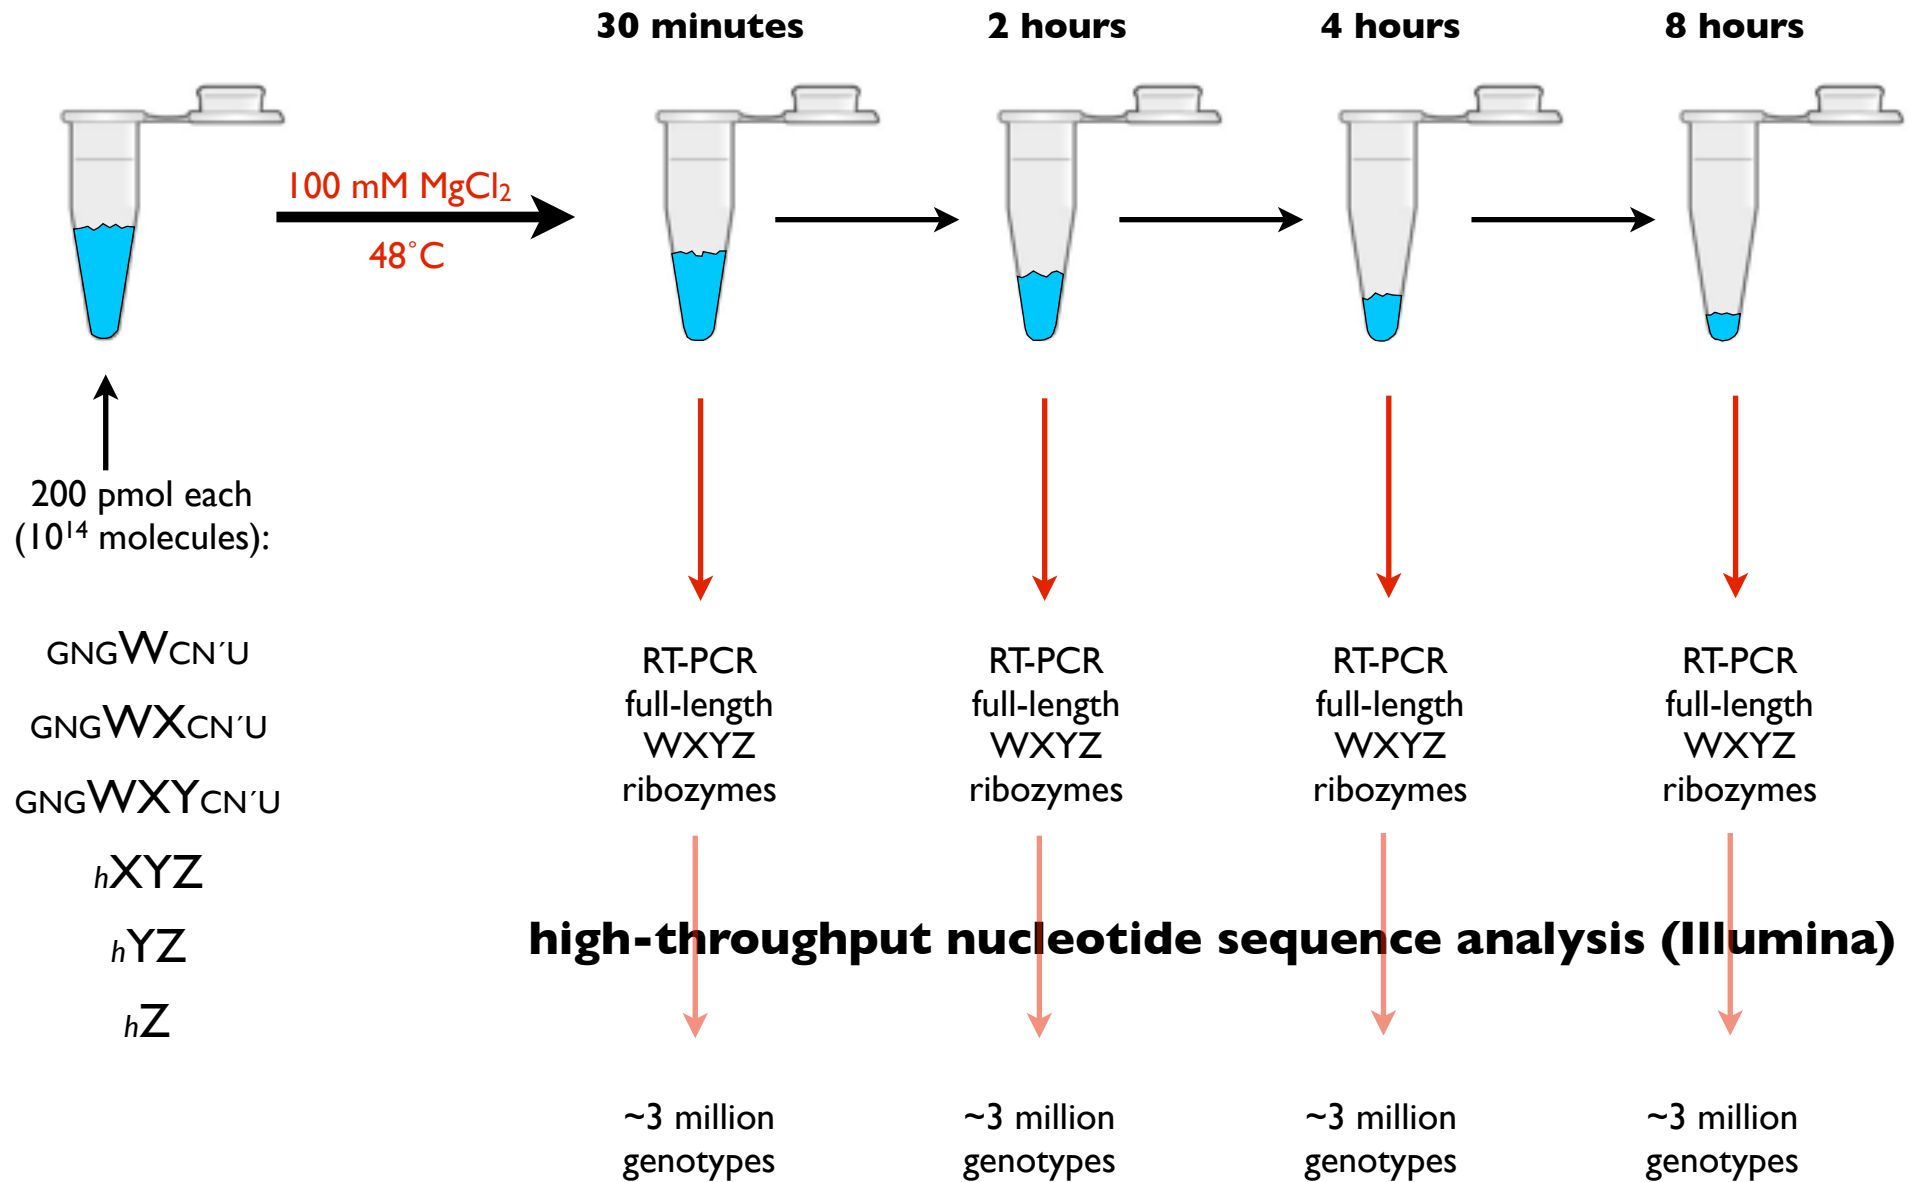 30 minutes
2 hours
4 hours
8 hours
100 mM MgCl₂
48˚C
200 pmol each
(10¹⁴ molecules):
GNGWCN´U
GNGWXCN´U
GNGWXYCN´U
hXYZ
hYZ
hZ
RT-PCR
full-length
WXYZ
ribozymes
RT-PCR
full-length
WXYZ
ribozymes
RT-PCR
full-length
WXYZ
ribozymes
RT-PCR
full-length
WXYZ
ribozymes
high-throughput nucleotide sequence analysis (Illumina)
~3 million
genotypes
~3 million
genotypes
~3 million
genotypes
~3 million
genotypes